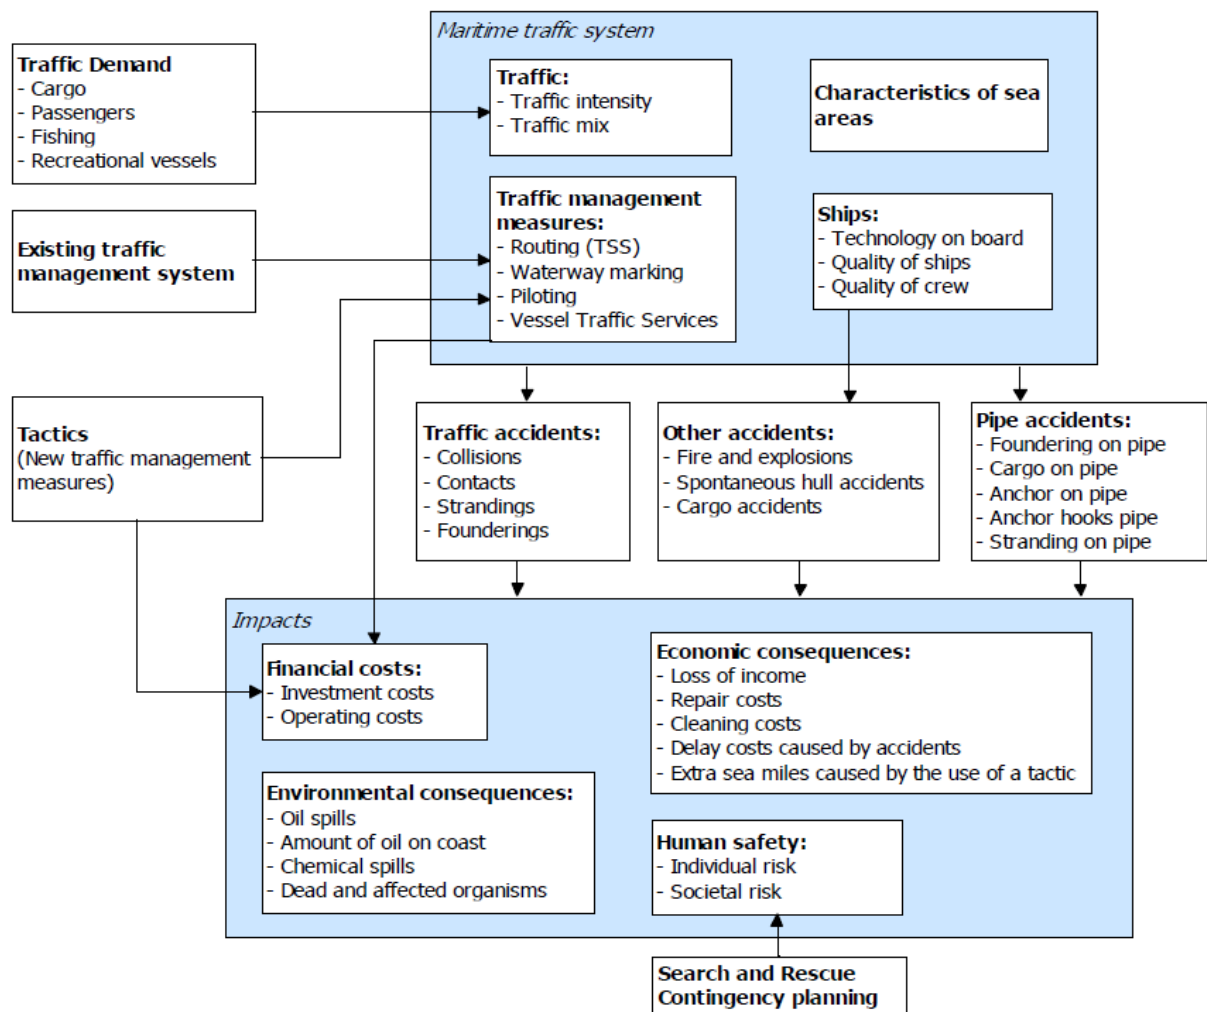 Maritime traffic system
Traffic Demand
- Cargo
- Passengers
- Fishing
- Recreational vessels
Traffic:
- Traffic intensity
- Traffic mix
Characteristics of sea
areas
Existing traffic
management system
Traffic management
measures:
- Routing (TSS)
- Waterway marking
- Piloting
- Vessel Traffic Services
Ships:
- Technology on board
- Quality of ships
- Quality of crew
Tactics
(New traffic management
measures)
Traffic accidents:
- Collisions
- Contacts
- Strandings
- Founderings
Other accidents:
- Fire and explosions
- Spontaneous hull accidents
- Cargo accidents
Pipe accidents:
- Foundering on pipe
- Cargo on pipe
- Anchor on pipe
- Anchor hooks pipe
- Stranding on pipe
Impacts
Financial costs:
- Investment costs
- Operating costs
Economic consequences:
- Loss of income
- Repair costs
- Cleaning costs
- Delay costs caused by accidents
- Extra sea miles caused by the use of a tactic
Environmental consequences:
- Oil spills
- Amount of oil on coast
- Chemical spills
- Dead and affected organisms
Human safety:
- Individual risk
- Societal risk
Search and Rescue
Contingency planning